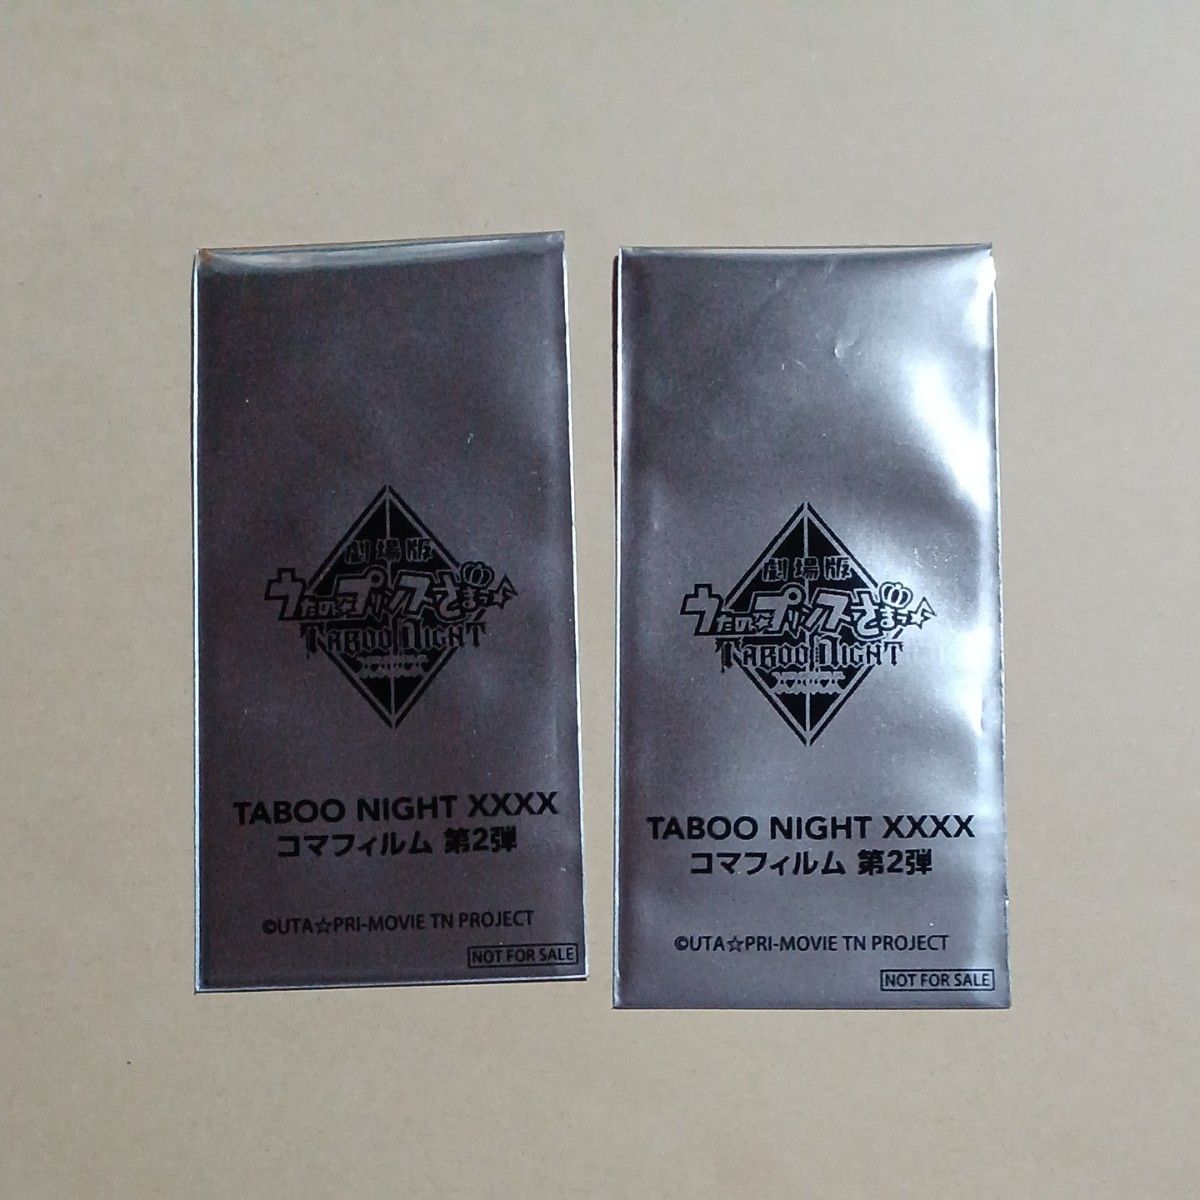 劇場版
うたの☆プリンスさまっ♪
TABOO NIGHT
TABOO NIGHT XXXX
コマフィルム 第2弾
©UTA☆PRI-MOVIE TN PROJECT
NOT FOR SALE
劇場版
うたの☆プリンスさまっ♪
TABOO NIGHT
TABOO NIGHT XXXX
コマフィルム 第2弾
©UTA☆PRI-MOVIE TN PROJECT
NOT FOR SALE